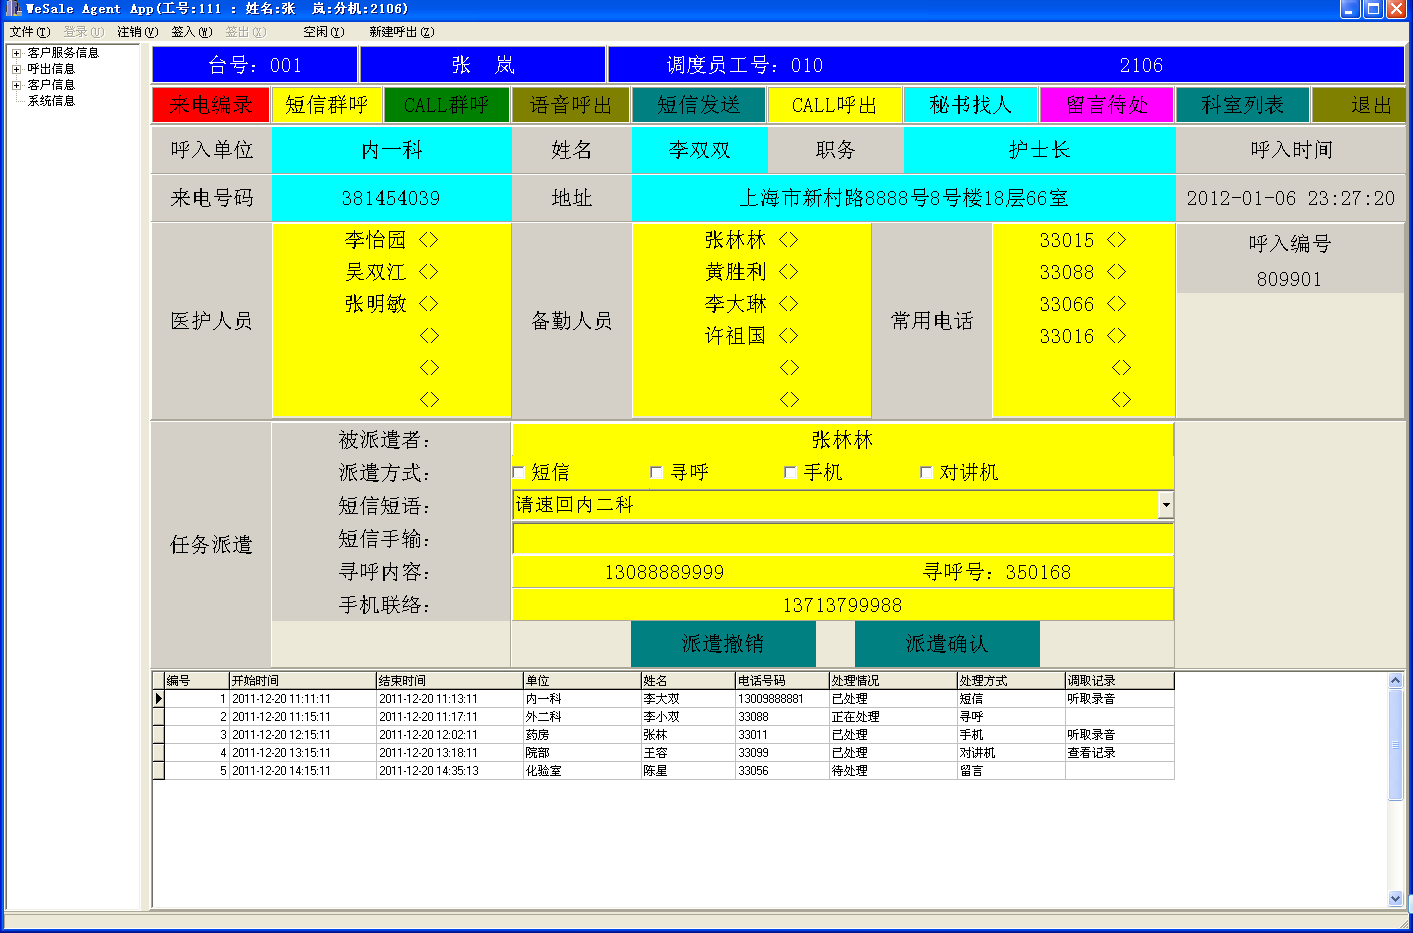 WeSale Agent App(工号:111 : 姓名:张　岚:分机:2106)
文件(T) 登录(U) 注销(V) 签入(W) 签出(X) 空闲(Y) 新建呼出(Z)
客户服务信息
呼出信息
客户信息
系统信息
台号：001 张　岚 调度员工号：010 2106
来电编录 短信群呼 CALL群呼 语音呼出 短信发送 CALL呼出 秘书找人 留言待处 科室列表 退出
呼入单位 内一科 姓名 李双双 职务 护士长 呼入时间
来电号码 381454039 地址 上海市新村路8888号8号楼18层66室 2012-01-06 23:27:20
医护人员
李怡园 <>
吴双江 <>
张明敏 <>
<>
<>
<>
备勤人员
张林林 <>
黄胜利 <>
李大琳 <>
许祖国 <>
<>
<>
常用电话
33015 <>
33088 <>
33066 <>
33016 <>
<>
<>
呼入编号
809901
任务派遣
被派遣者： 张林林
派遣方式： 短信 寻呼 手机 对讲机
短信短语： 请速回内二科
短信手输：
寻呼内容： 13088889999 寻呼号：350168
手机联络： 13713799988
派遣撤销 派遣确认
编号 开始时间 结束时间 单位 姓名 电话号码 处理情况 处理方式 调取记录
1 2011-12-20 11:11:11 2011-12-20 11:13:11 内一科 李大双 13009888881 已处理 短信 听取录音
2 2011-12-20 11:15:11 2011-12-20 11:17:11 外二科 李小双 33088 正在处理 寻呼
3 2011-12-20 12:15:11 2011-12-20 12:02:11 药房 张林 33011 已处理 手机 听取录音
4 2011-12-20 13:15:11 2011-12-20 13:18:11 院部 王容 33099 已处理 对讲机 查看记录
5 2011-12-20 14:15:11 2011-12-20 14:35:13 化验室 陈星 33056 待处理 留言